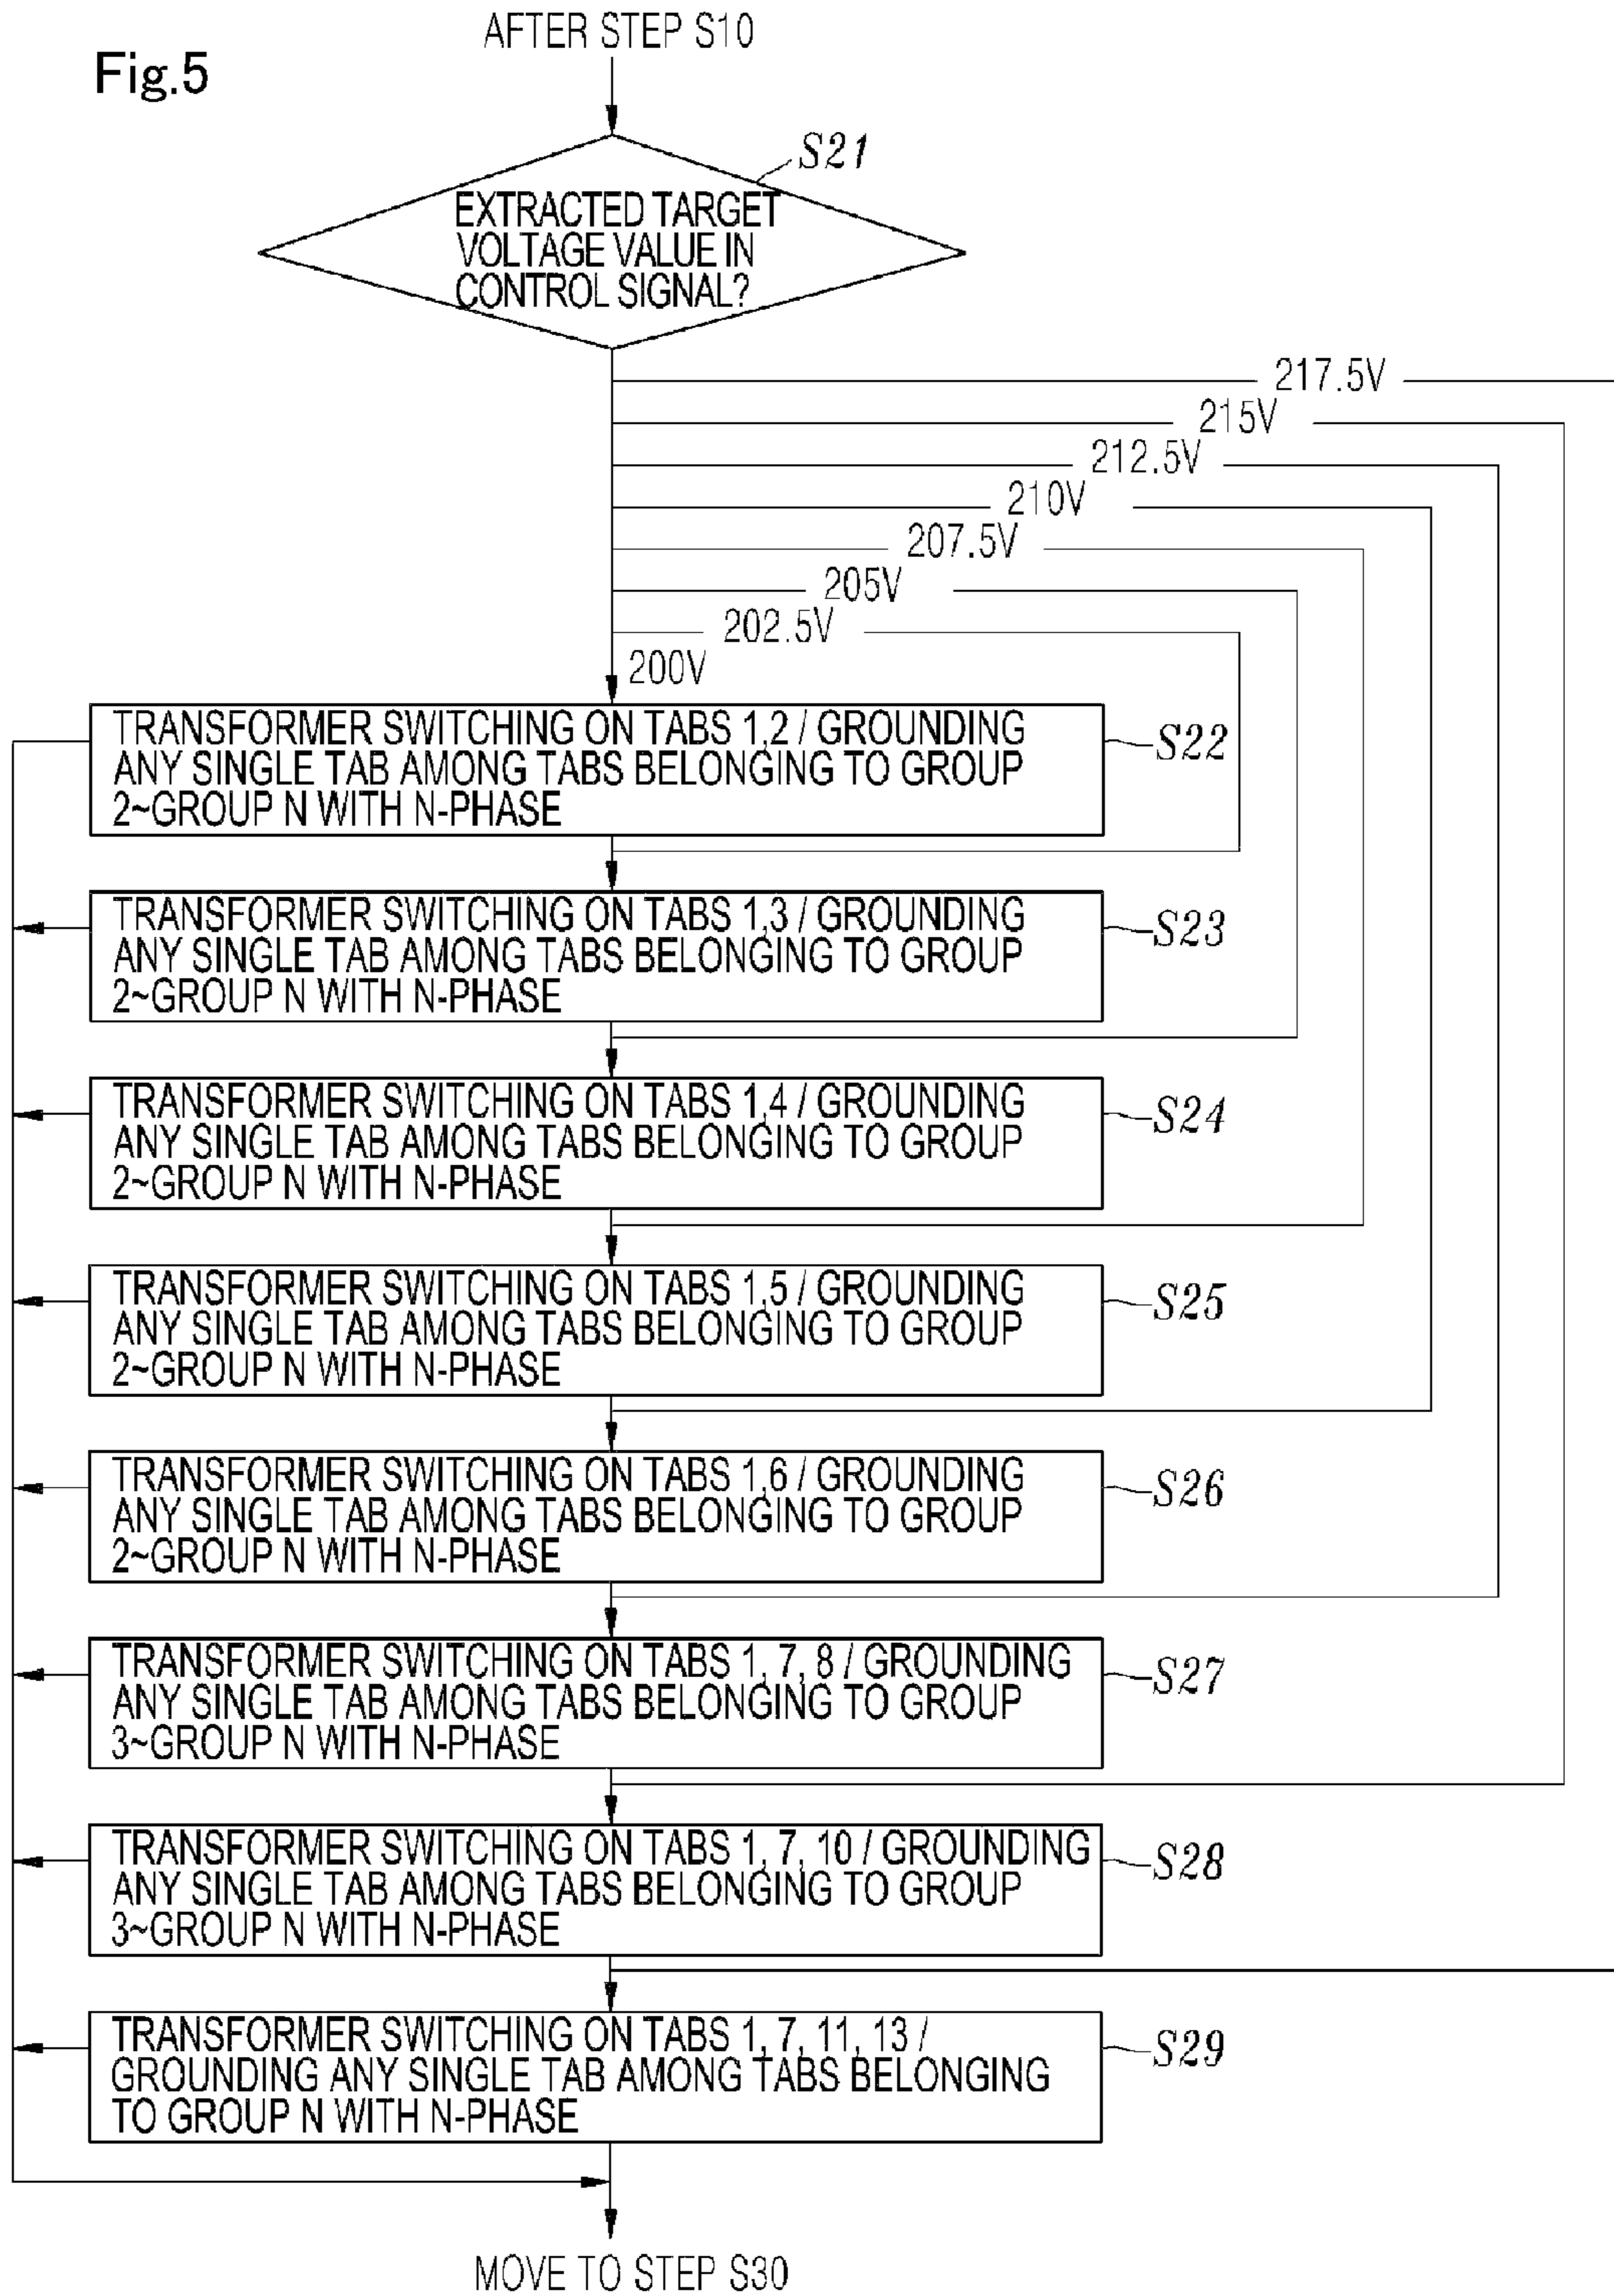 AFTER STEP S10
Fig.5
S21
EXTRACTED TARGET
VOLTAGE VALUE IN
CONTROL SIGNAL?
217.5V
215V
212.5V
210V
207.5V
205V
202.5V
200V
TRANSFORMER SWITCHING ON TABS 1,2 / GROUNDING
ANY SINGLE TAB AMONG TABS BELONGING TO GROUP
2~GROUP N WITH N-PHASE
S22
TRANSFORMER SWITCHING ON TABS 1,3 / GROUNDING
ANY SINGLE TAB AMONG TABS BELONGING TO GROUP
2~GROUP N WITH N-PHASE
S23
TRANSFORMER SWITCHING ON TABS 1,4 / GROUNDING
ANY SINGLE TAB AMONG TABS BELONGING TO GROUP
2~GROUP N WITH N-PHASE
S24
TRANSFORMER SWITCHING ON TABS 1,5 / GROUNDING
ANY SINGLE TAB AMONG TABS BELONGING TO GROUP
2~GROUP N WITH N-PHASE
S25
TRANSFORMER SWITCHING ON TABS 1,6 / GROUNDING
ANY SINGLE TAB AMONG TABS BELONGING TO GROUP
2~GROUP N WITH N-PHASE
S26
TRANSFORMER SWITCHING ON TABS 1, 7, 8 / GROUNDING
ANY SINGLE TAB AMONG TABS BELONGING TO GROUP
3~GROUP N WITH N-PHASE
S27
TRANSFORMER SWITCHING ON TABS 1, 7, 10 / GROUNDING
ANY SINGLE TAB AMONG TABS BELONGING TO GROUP
3~GROUP N WITH N-PHASE
S28
TRANSFORMER SWITCHING ON TABS 1, 7, 11, 13 /
GROUNDING ANY SINGLE TAB AMONG TABS BELONGING
TO GROUP N WITH N-PHASE
S29
MOVE TO STEP S30